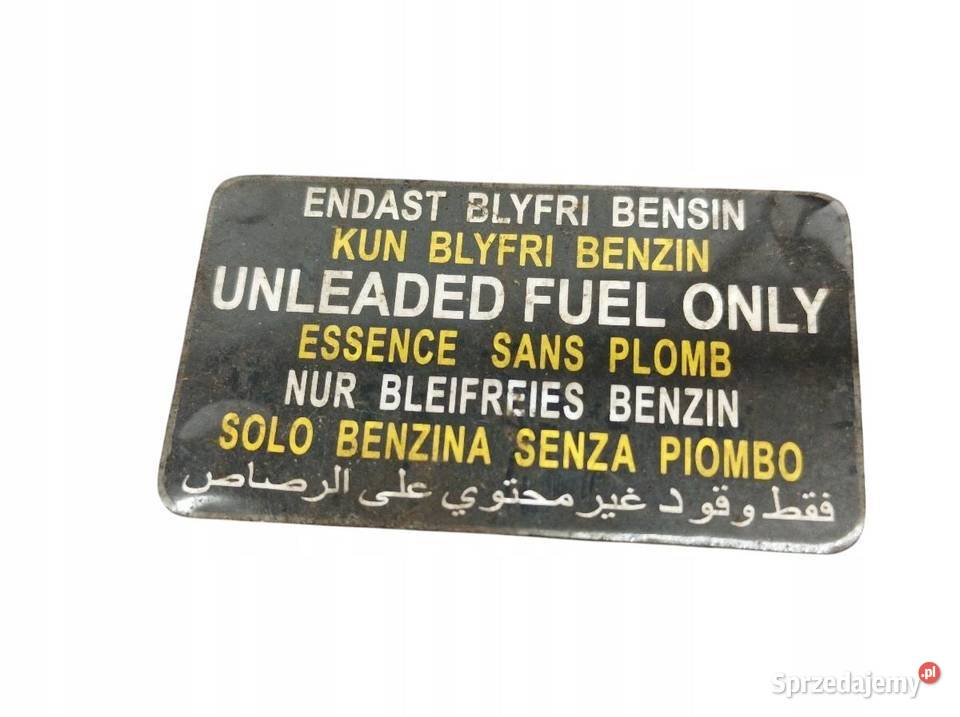 ENDAST BLYFRI BENSIN
KUN BLYFRI BENZIN
UNLEADED FUEL ONLY
ESSENCE SANS PLOMB
NUR BLEIFREIES BENZIN
SOLO BENZINA SENZA PIOMBO
فقط وقود غير محتوي على الرصاص
Sprzedajemy.pl